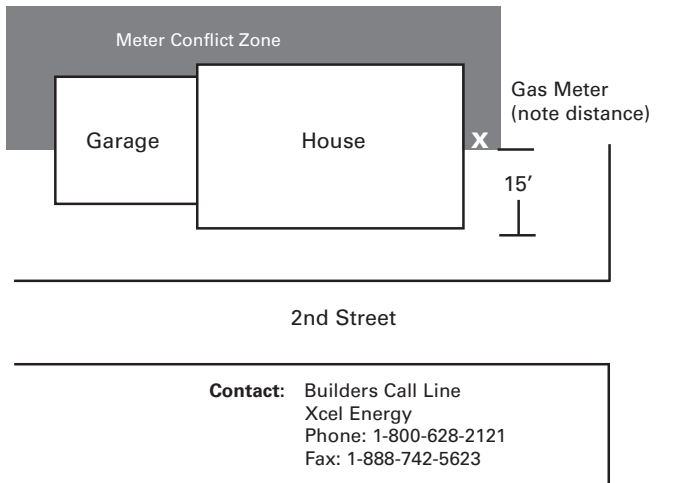 Meter Conflict Zone
Gas Meter
(note distance)
Garage
House
X
15′
2nd Street
Contact: Builders Call Line
Xcel Energy
Phone: 1-800-628-2121
Fax: 1-888-742-5623